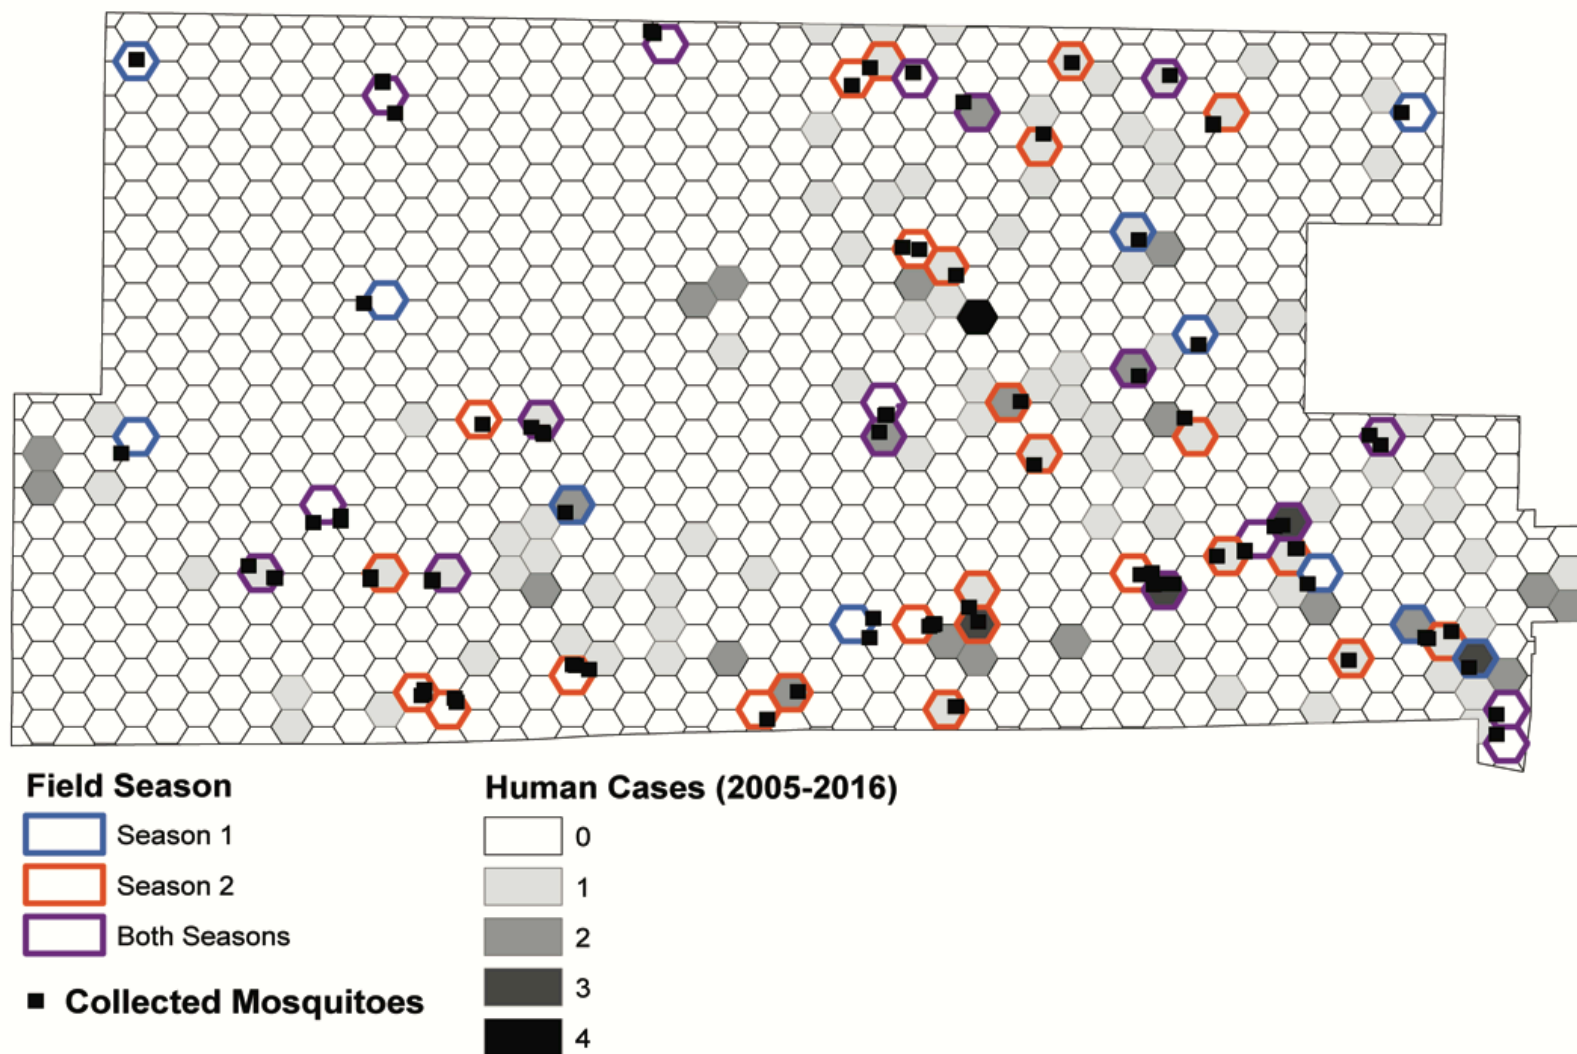 Field Season
Season 1
Season 2
Both Seasons
Collected Mosquitoes
Human Cases (2005-2016)
0
1
2
3
4